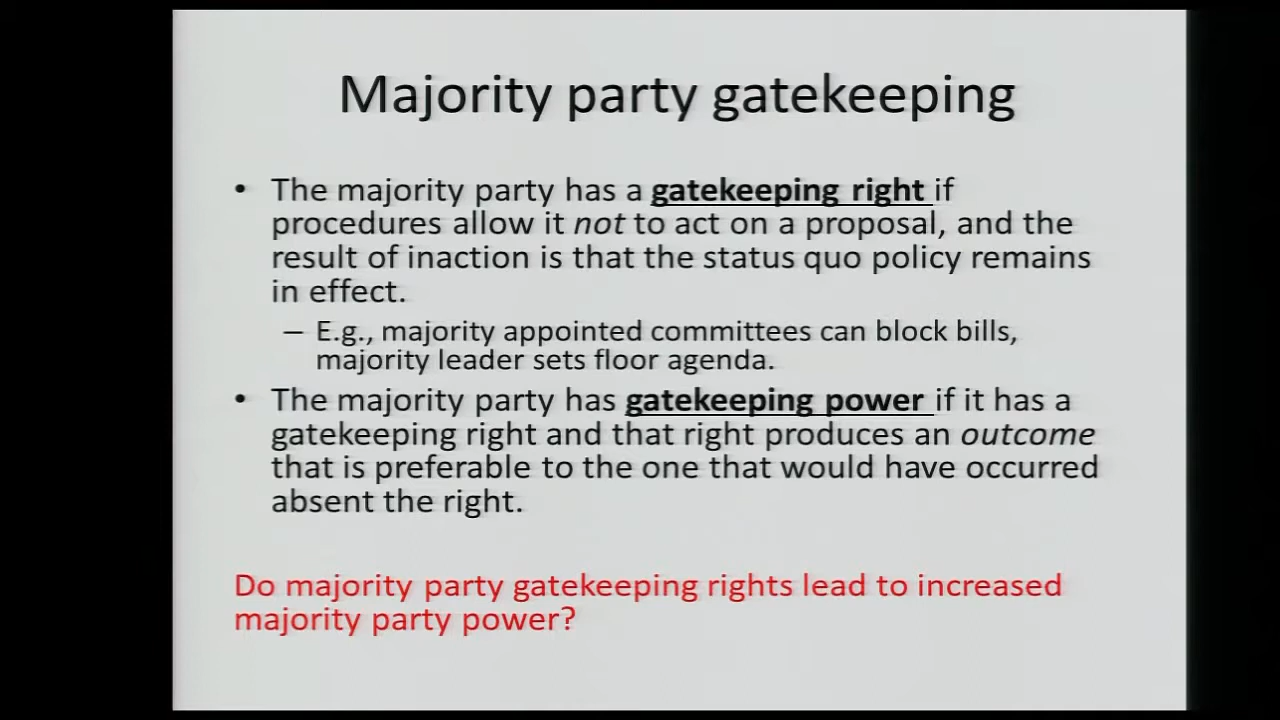 Majority party gatekeeping
• The majority party has a gatekeeping right if
procedures allow it not to act on a proposal, and the
result of inaction is that the status quo policy remains
in effect.
– E.g., majority appointed committees can block bills,
majority leader sets floor agenda.
• The majority party has gatekeeping power if it has a
gatekeeping right and that right produces an outcome
that is preferable to the one that would have occurred
absent the right.
Do majority party gatekeeping rights lead to increased
majority party power?